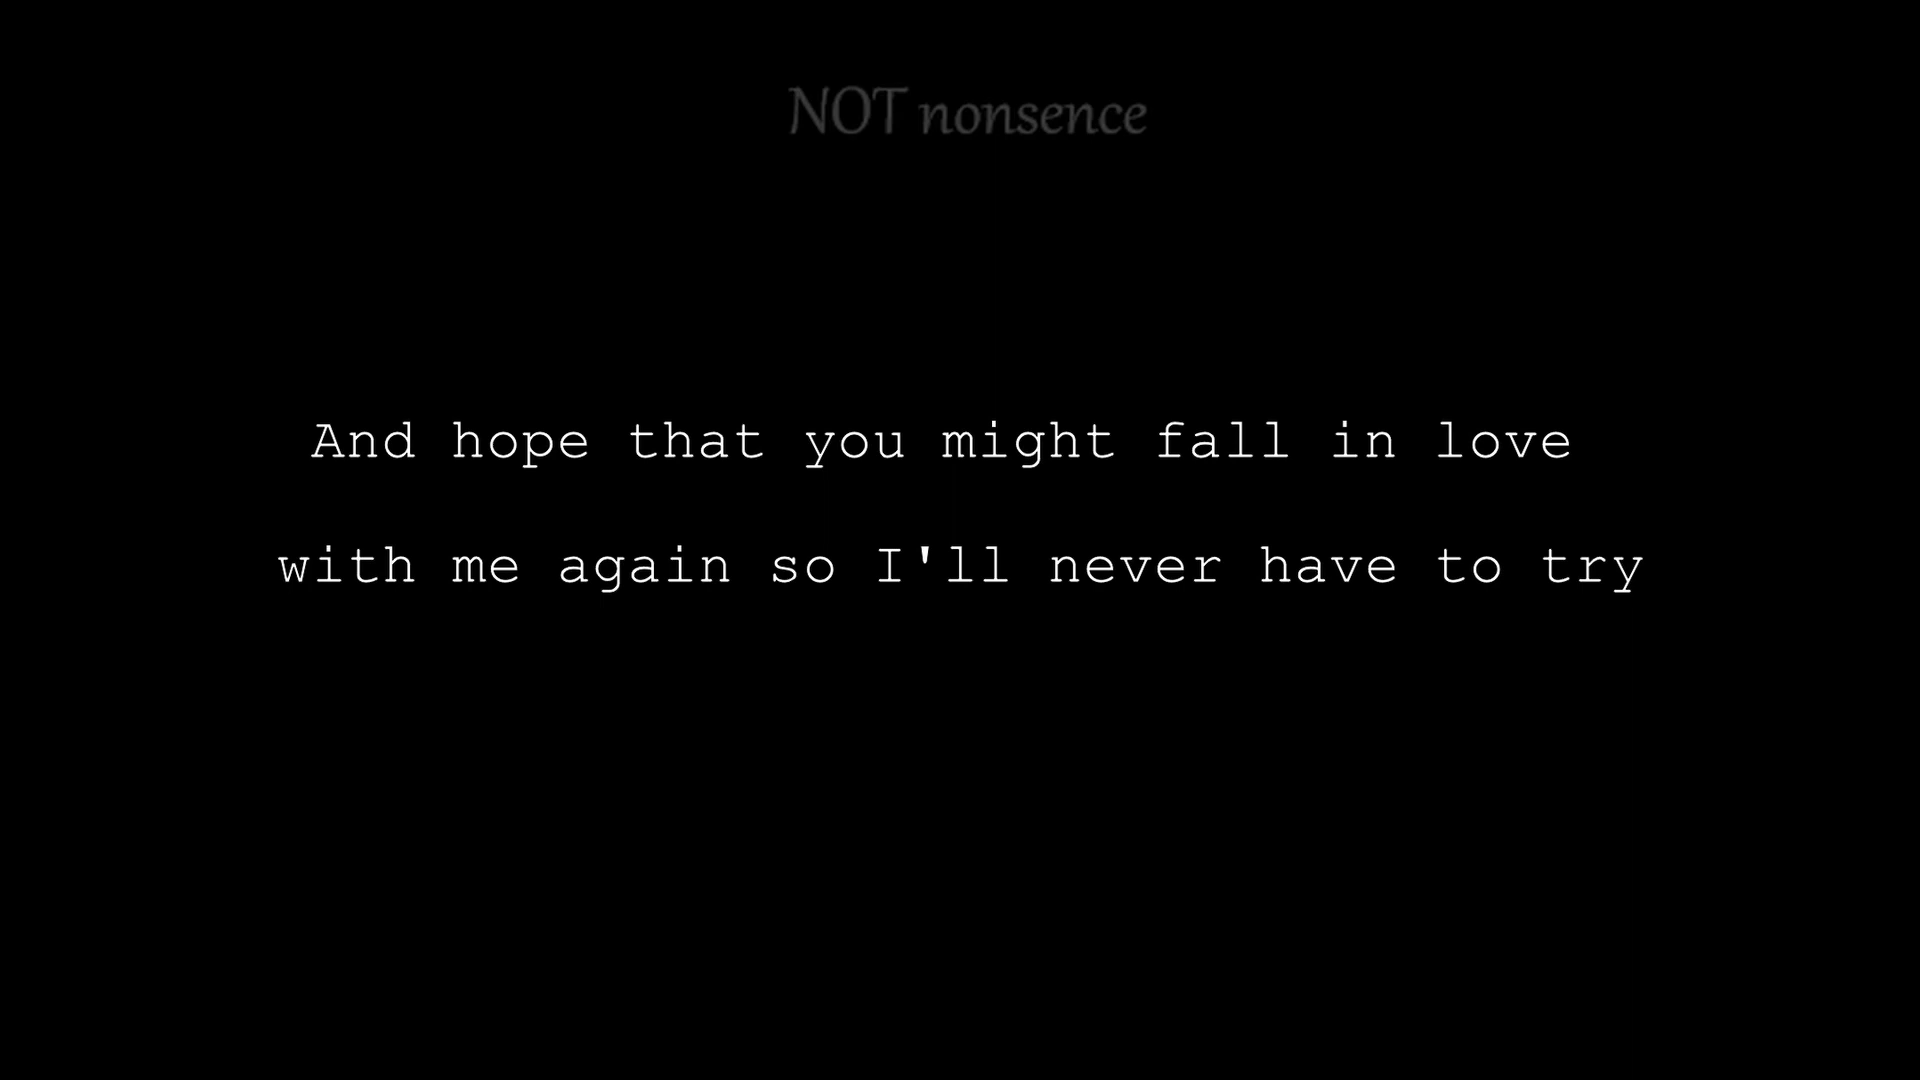 NOT nonsence
And hope that you might fall in love
with me again so I'll never have to try